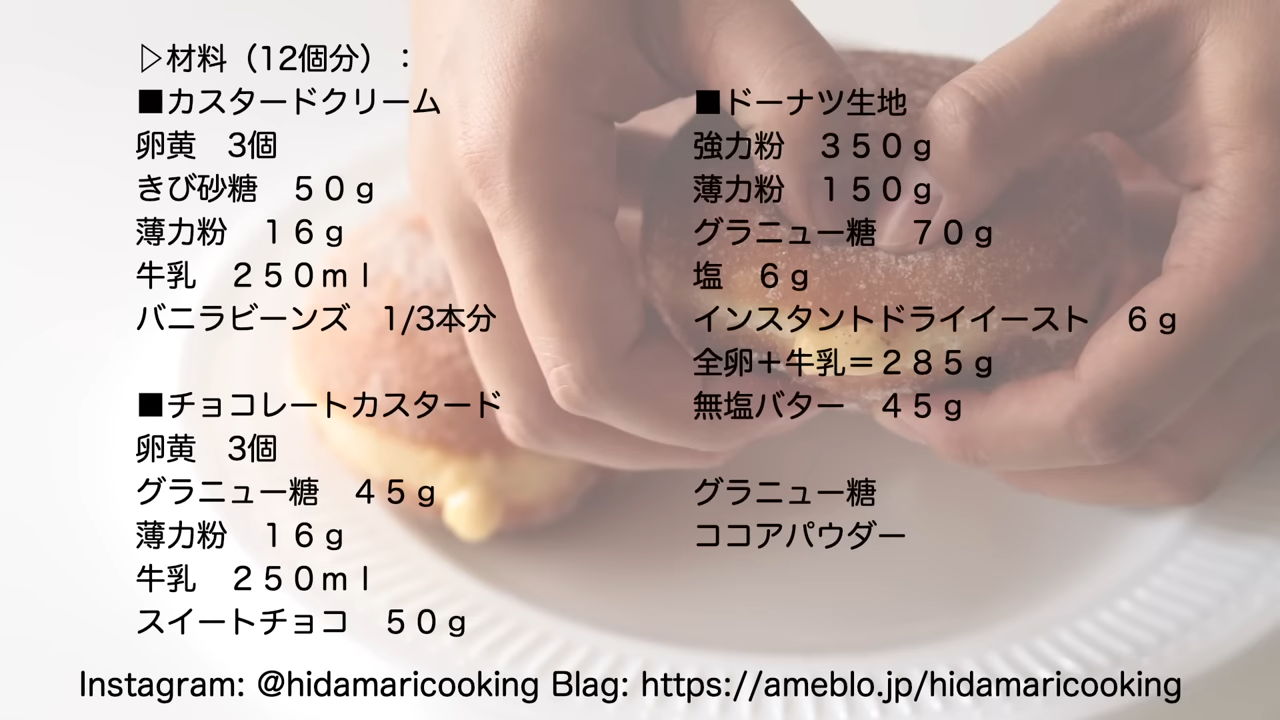 ▷材料（12個分）：
■カスタードクリーム
卵黄　3個
きび砂糖　５０ｇ
薄力粉　１６ｇ
牛乳　２５０ｍｌ
バニラビーンズ　1/3本分
■チョコレートカスタード
卵黄　3個
グラニュー糖　４５ｇ
薄力粉　１６ｇ
牛乳　２５０ｍｌ
スイートチョコ　５０ｇ
■ドーナツ生地
強力粉　３５０ｇ
薄力粉　１５０ｇ
グラニュー糖　７０ｇ
塩　６ｇ
インスタントドライイースト　６ｇ
全卵＋牛乳＝２８５ｇ
無塩バター　４５ｇ
グラニュー糖
ココアパウダー
Instagram: @hidamaricooking Blag: https://ameblo.jp/hidamaricooking